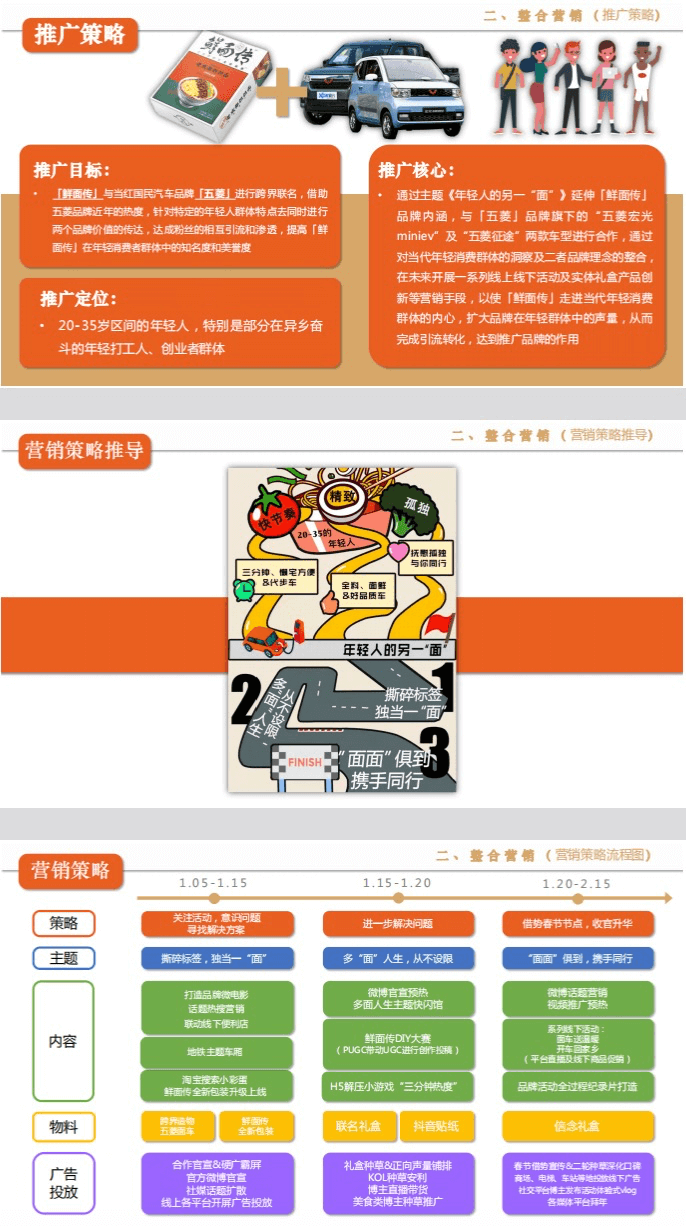 二、整合营销（推广策略）
推广策略
鲜面传
推广目标：
• 「鲜面传」与当红国民汽车品牌「五菱」进行跨界联名，借助
五菱品牌近年的热度，针对特定的年轻人群体特点去同时进行
两个品牌价值的传达，达成粉丝的相互引流和渗透，提高「鲜
面传」在年轻消费者群体中的知名度和美誉度
推广定位：
• 20-35岁区间的年轻人，特别是部分在异乡奋
斗的年轻打工人、创业者群体
推广核心：
• 通过主题《年轻人的另一“面”》延伸「鲜面传」
品牌内涵，与「五菱」品牌旗下的“五菱宏光
miniev”及“五菱征途”两款车型进行合作，通过
对当代年轻消费群体的洞察及二者品牌理念的整合，
在未来开展一系列线上线下活动及实体礼盒产品创
新等营销手段，以使「鲜面传」走进当代年轻消费
群体的内心，扩大品牌在年轻群体中的声量，从而
完成引流转化，达到推广品牌的作用
二、整合营销（营销策略推导）
营销策略推导
快节奏
精致
孤独
20-35的
年轻人
三分钟、懒宅方便
&代步车
全料、面鲜
&好品质车
抚慰孤独
与你同行
年轻人的另一“面”
1
撕碎标签
独当一“面”
2
从不设限，
多“面”人生
3
“面面”俱到
携手同行
FINISH
二、整合营销（营销策略流程图）
营销策略
1.05-1.15
1.15-1.20
1.20-2.15
策略
关注活动，意识问题
寻找解决方案
进一步解决问题
借势春节节点，收官升华
主题
撕碎标签，独当一“面”
多“面”人生，从不设限
“面面”俱到，携手同行
内容
打造品牌微电影
话题热搜营销
联动线下便利店
地铁主题车厢
淘宝搜索小彩蛋
鲜面传全新包装升级上线
微博官宣预热
多面人生主题快闪馆
鲜面传DIY大赛
（PUGC带动UGC进行创作投稿）
H5解压小游戏“三分钟热度”
微博话题营销
视频推广预热
系列线下活动：
面车送温暖
开车回家乡
（平台直播及线下商品促销）
品牌活动全过程纪录片打造
物料
跨界造物
五菱面车
鲜面传
全新包装
联名礼盒
抖音贴纸
信念礼盒
广告
投放
合作官宣&硬广霸屏
官方微博官宣
社媒话题扩散
线上各平台开屏广告投放
礼盒种草&正向声量铺排
KOL种草安利
博主直播带货
美食类博主种草推广
春节借势宣传&二轮种草深化口碑
商场、电梯、车站等地投放线下广告
社交平台博主发布活动体验式vlog
各媒体平台拜年